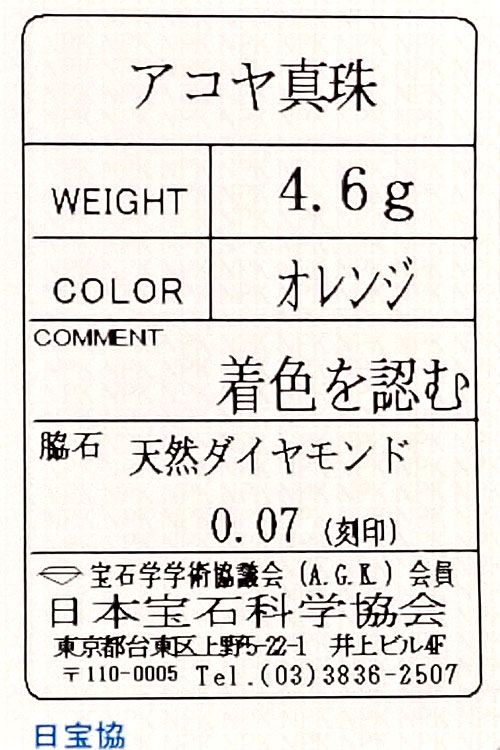 アコヤ真珠
WEIGHT 4.6g
COLOR オレンジ
COMMENT
着色を認む
脇石 天然ダイヤモンド
0.07 (刻印)
宝石学学術協議会 (A.G.K.) 会員
日本宝石科学協会
東京都台東区上野5-22-1 井上ビル4F
〒110-0005 Tel.(03)3836-2507
日宝協